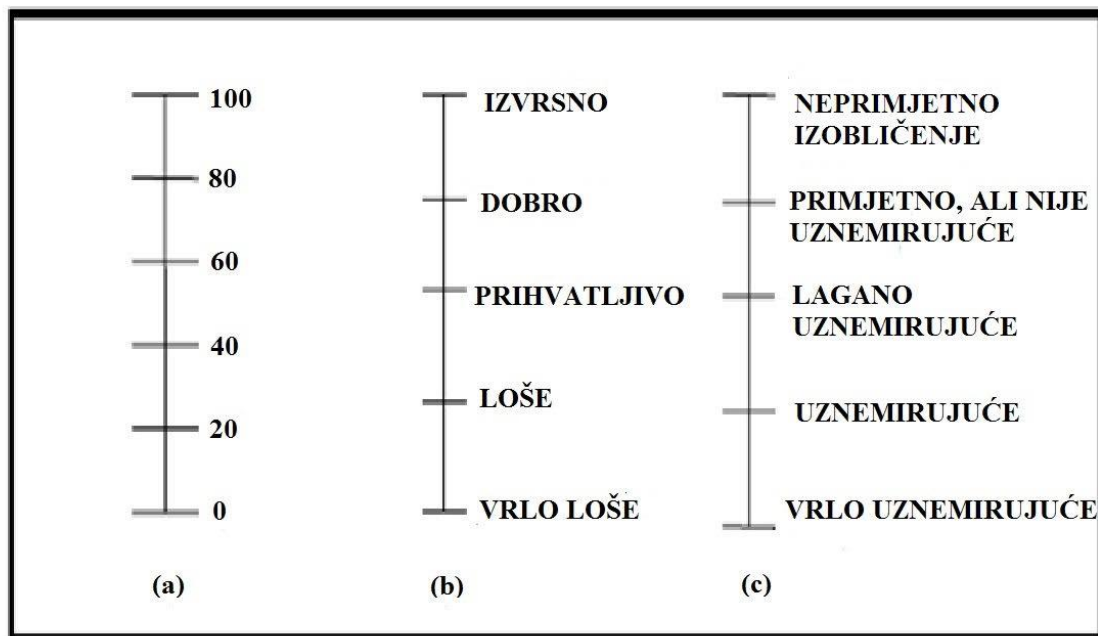 100
80
60
40
20
0
(a)
IZVRSNO
DOBRO
PRIHVATLJIVO
LOŠE
VRLO LOŠE
(b)
NEPRIMJETNO
IZOBLIČENJE
PRIMJETNO, ALI NIJE
UZNEMIRUJUĆE
LAGANO
UZNEMIRUJUĆE
UZNEMIRUJUĆE
VRLO UZNEMIRUJUĆE
(c)